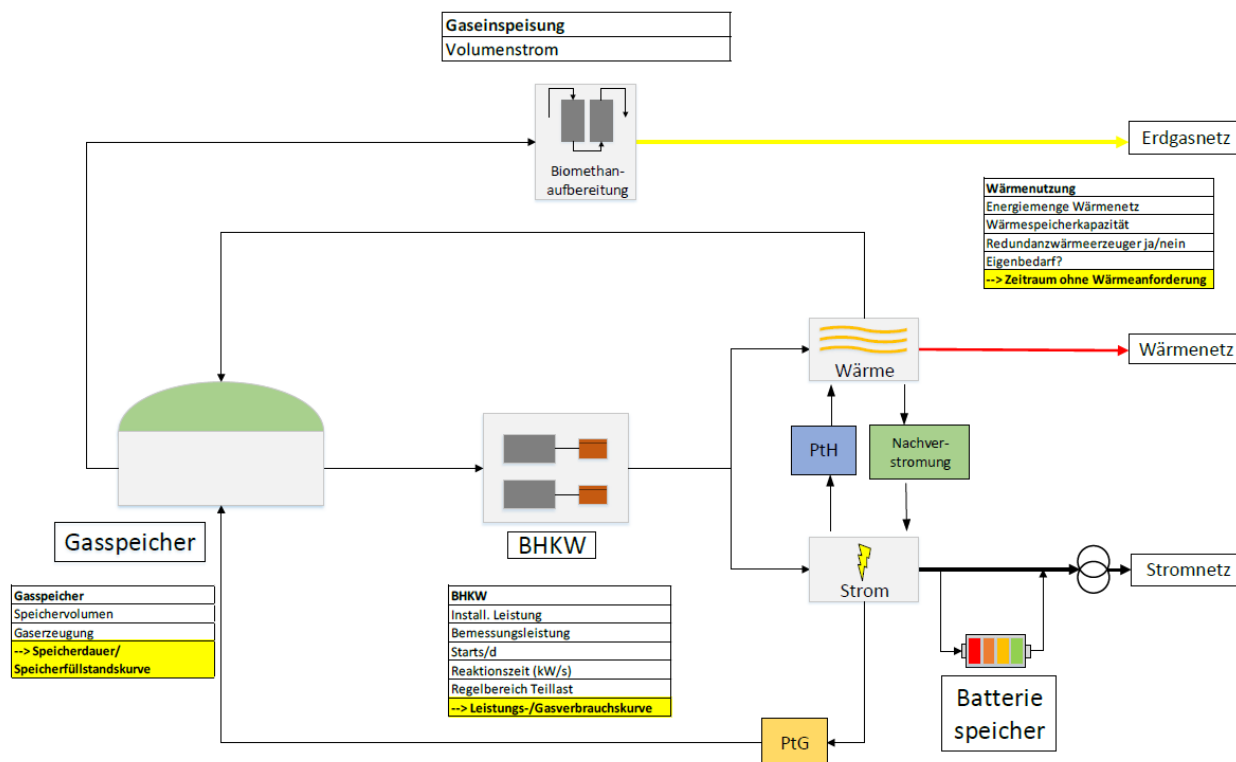 Gaseinspeisung
Volumenstrom
Biomethan-
aufbereitung
Erdgasnetz
Wärmenutzung
Energiemenge Wärmenetz
Wärmespeicherkapazität
Redundanzwärmeerzeuger ja/nein
Eigenbedarf?
--> Zeitraum ohne Wärmeanforderung
Wärme
Wärmenetz
PtH
Nachver-
stromung
Gasspeicher
BHKW
Strom
Stromnetz
Gasspeicher
Speichervolumen
Gaserzeugung
--> Speicherdauer/
Speicherfüllstandskurve
BHKW
Install. Leistung
Bemessungsleistung
Starts/d
Reaktionszeit (kW/s)
Regelbereich Teillast
--> Leistungs-/Gasverbrauchskurve
Batterie
speicher
PtG